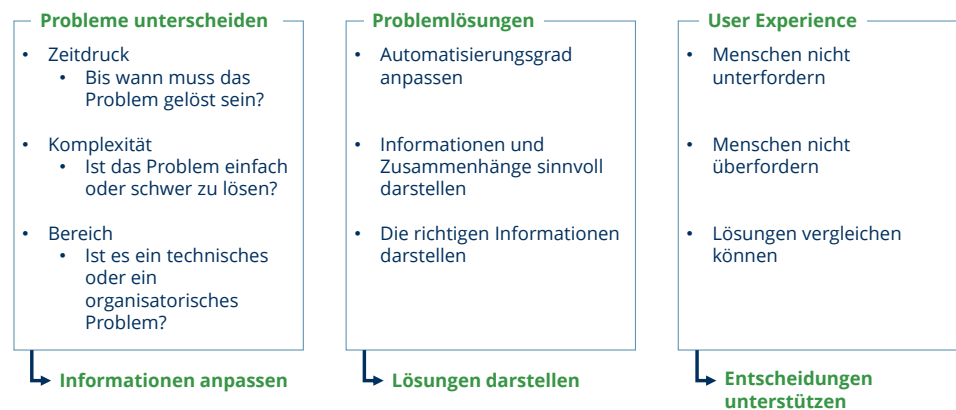 Probleme unterscheiden
• Zeitdruck
• Bis wann muss das
Problem gelöst sein?
• Komplexität
• Ist das Problem einfach
oder schwer zu lösen?
• Bereich
• Ist es ein technisches
oder ein
organisatorisches
Problem?
Informationen anpassen
Problemlösungen
• Automatisierungsgrad
anpassen
• Informationen und
Zusammenhänge sinnvoll
darstellen
• Die richtigen Informationen
darstellen
Lösungen darstellen
User Experience
• Menschen nicht
unterfordern
• Menschen nicht
überfordern
• Lösungen vergleichen
können
Entscheidungen
unterstützen